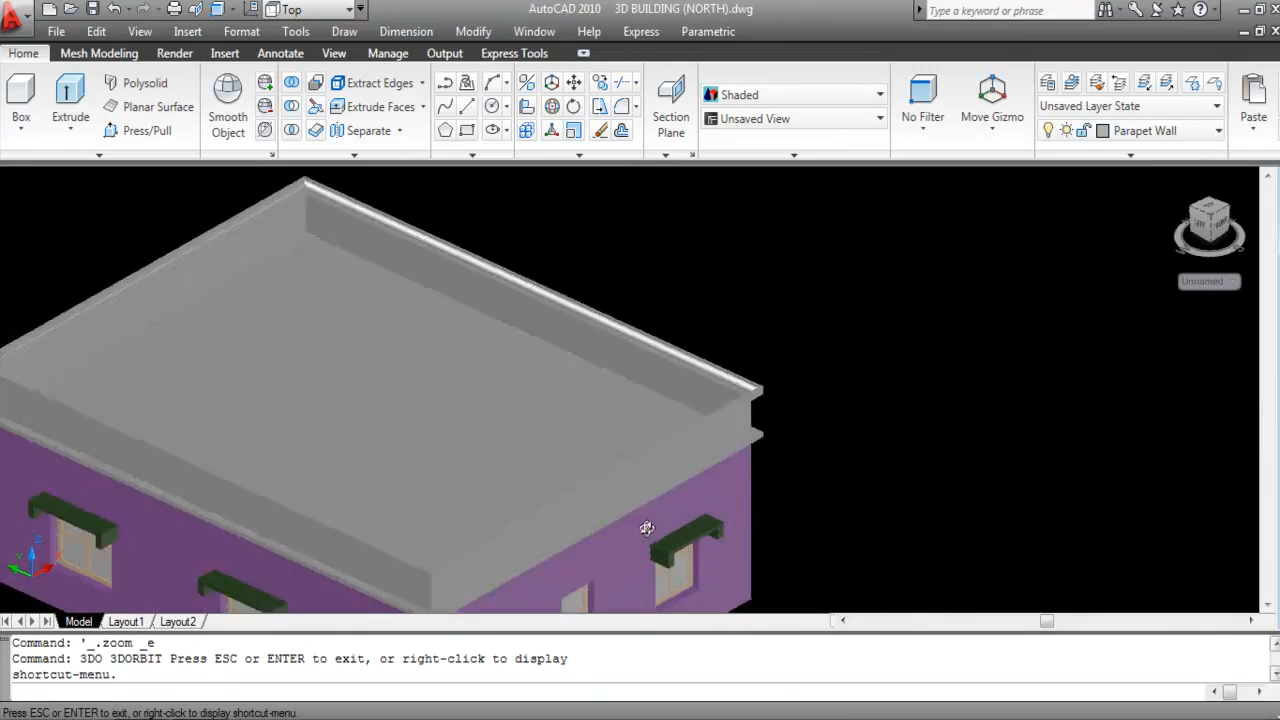 Top
AutoCAD 2010 3D BUILDING (NORTH).dwg
Type a keyword or phrase
File Edit View Insert Format Tools Draw Dimension Modify Window Help Express Parametric
Home Mesh Modeling Render Insert Annotate View Manage Output Express Tools
Box
Extrude
Polysolid
Planar Surface
Press/Pull
Smooth
Object
Extract Edges
Extrude Faces
Separate
Section
Plane
Shaded
Unsaved View
No Filter
Move Gizmo
Unsaved Layer State
Parapet Wall
Paste
Unnamed
Z
Y
X
Model Layout1 Layout2
Command: '_.zoom _e
Command: 3DO 3DORBIT Press ESC or ENTER to exit, or right-click to display
shortcut-menu.
Press ESC or ENTER to exit, or right-click to display shortcut-menu.